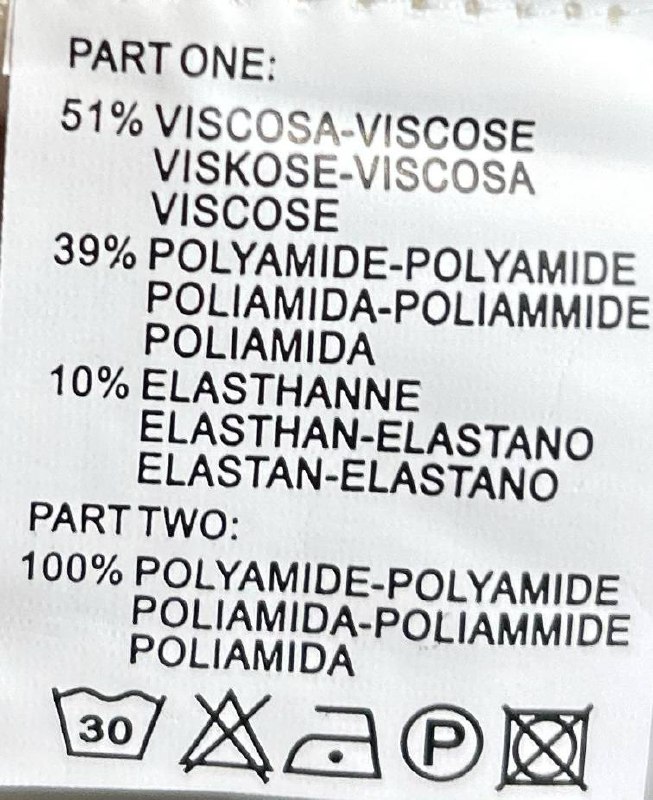 PART ONE:
51% VISCOSA-VISCOSE
VISKOSE-VISCOSA
VISCOSE
39% POLYAMIDE-POLYAMIDE
POLIAMIDA-POLIAMMIDE
POLIAMIDA
10% ELASTHANNE
ELASTHAN-ELASTANO
ELASTAN-ELASTANO
PART TWO:
100% POLYAMIDE-POLYAMIDE
POLIAMIDA-POLIAMMIDE
POLIAMIDA
30 P